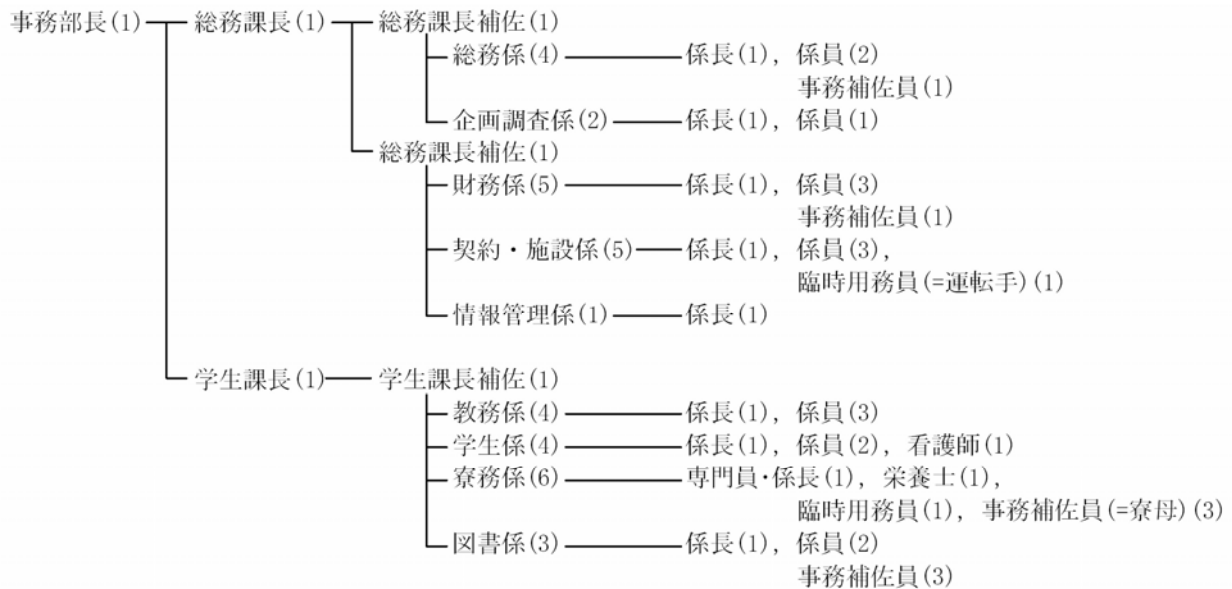 事務部長(1) 総務課長(1) 総務課長補佐(1)
総務係(4) 係長(1), 係員(2)
事務補佐員(1)
企画調査係(2) 係長(1), 係員(1)
総務課長補佐(1)
財務係(5) 係長(1), 係員(3)
事務補佐員(1)
契約・施設係(5) 係長(1), 係員(3),
臨時用務員(=運転手)(1)
情報管理係(1) 係長(1)
学生課長(1) 学生課長補佐(1)
教務係(4) 係長(1), 係員(3)
学生係(4) 係長(1), 係員(2), 看護師(1)
寮務係(6) 専門員・係長(1), 栄養士(1),
臨時用務員(1), 事務補佐員(=寮母)(3)
図書係(3) 係長(1), 係員(2)
事務補佐員(3)